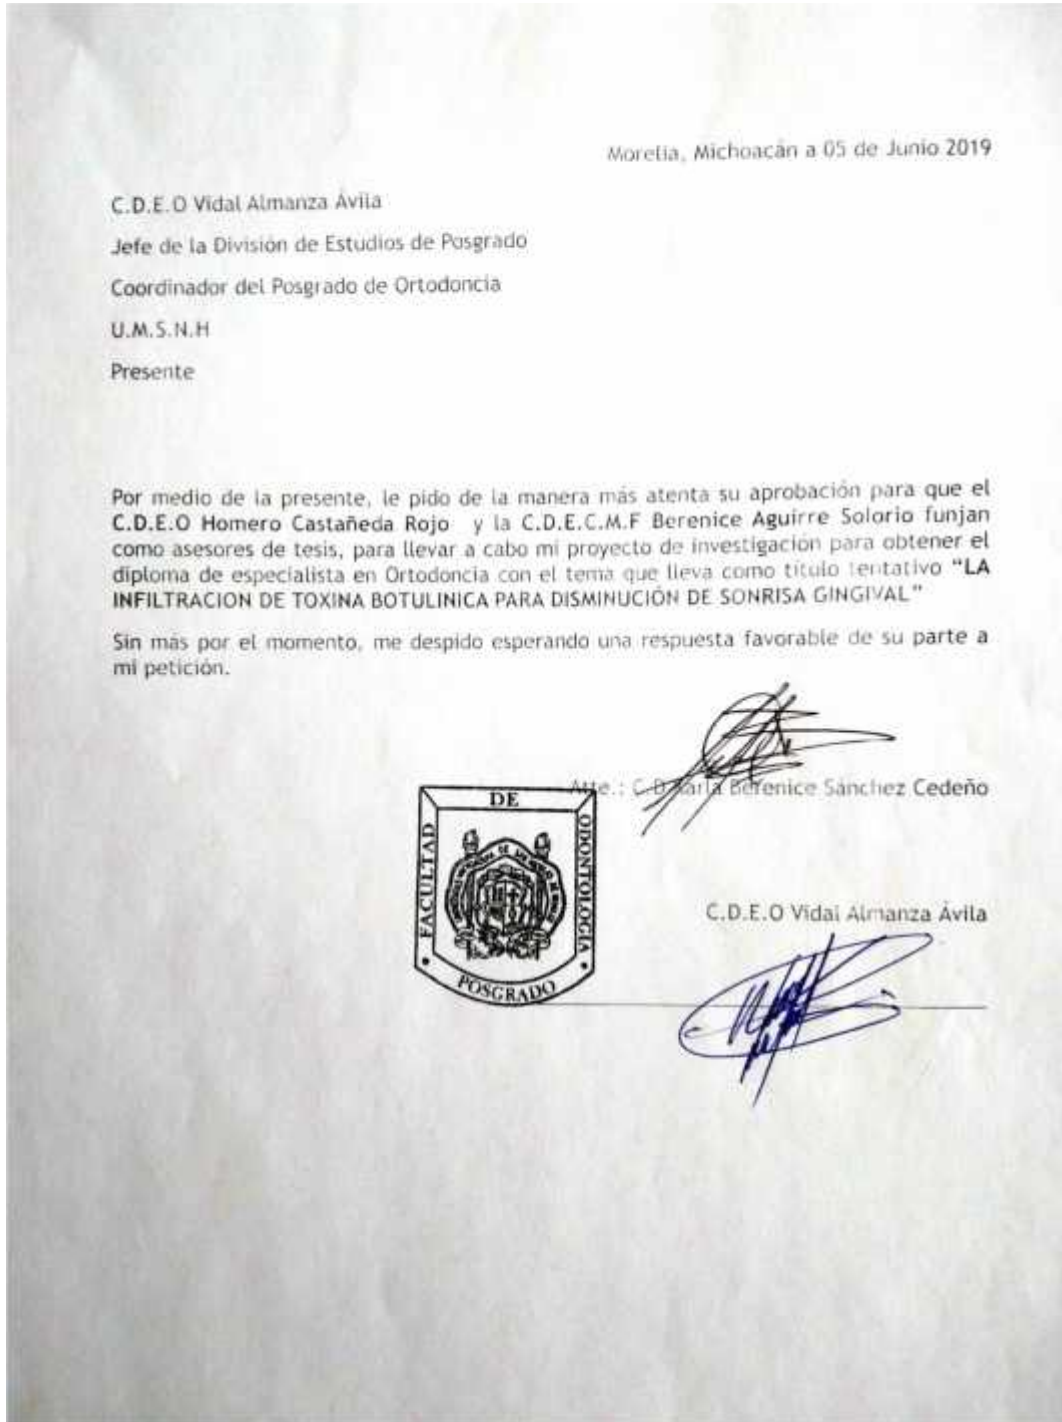 Morelia, Michoacán a 05 de Junio 2019
C.D.E.O Vidal Almanza Ávila
Jefe de la División de Estudios de Posgrado
Coordinador del Posgrado de Ortodoncia
U.M.S.N.H
Presente
Por medio de la presente, le pido de la manera más atenta su aprobación para que el
C.D.E.O Homero Castañeda Rojo y la C.D.E.C.M.F Berenice Aguirre Solorio funjan
como asesores de tesis, para llevar a cabo mi proyecto de investigación para obtener el
diploma de especialista en Ortodoncia con el tema que lleva como título tentativo “LA
INFILTRACION DE TOXINA BOTULINICA PARA DISMINUCIÓN DE SONRISA GINGIVAL”
Sin más por el momento, me despido esperando una respuesta favorable de su parte a
mi petición.
Atte.: C.D Karla Berenice Sánchez Cedeño
FACULTAD
DE
ODONTOLOGIA
POSGRADO
C.D.E.O Vidal Almanza Ávila